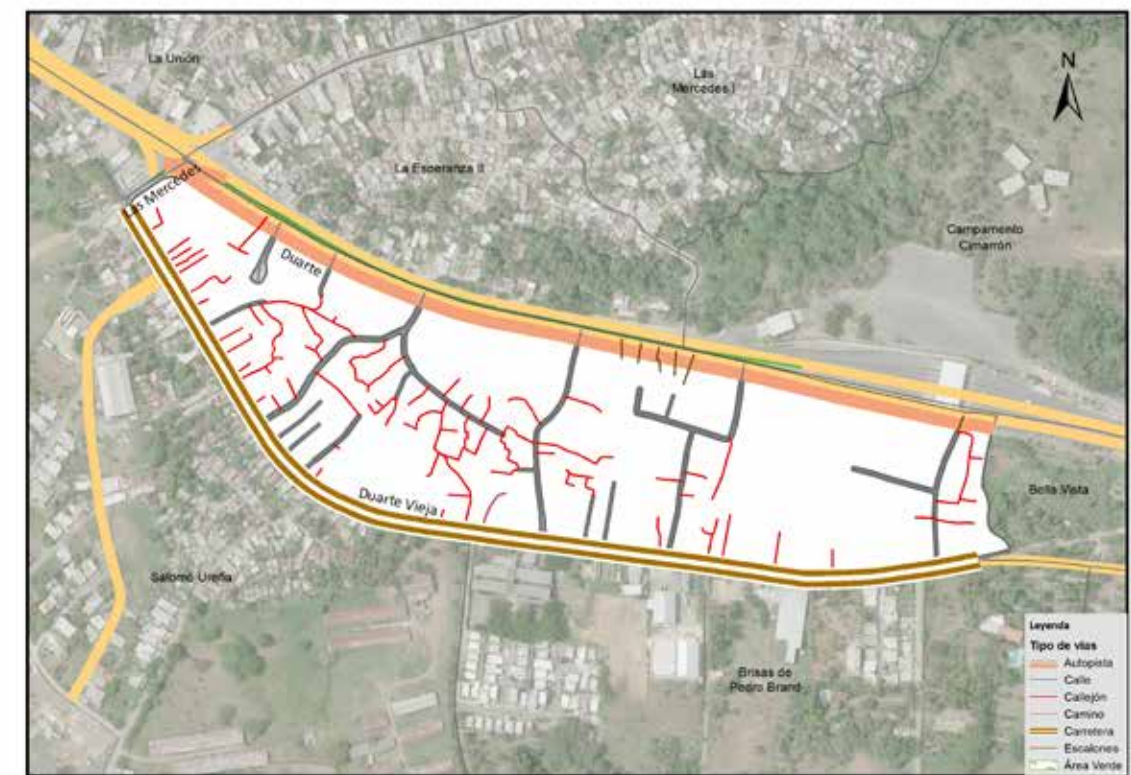 La Unión
N
Las
Mercedes I
La Esperanza II
Las Mercedes
Campamento
Cimarrón
Duarte
Bella Vista
Duarte Vieja
Salomé Ureña
Brisas de
Pedro Brand
Leyenda
Tipo de vías
Autopista
Calle
Callejón
Camino
Carretera
Escalones
Área Verde